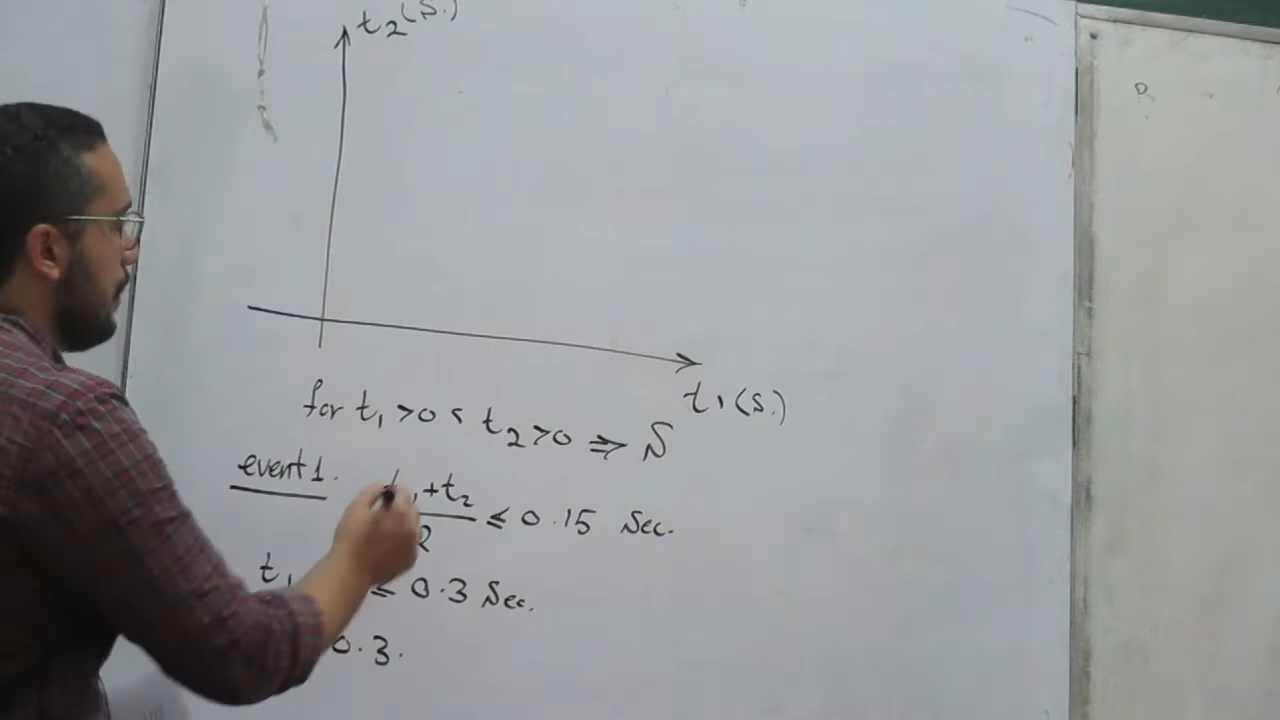 t₂(s.)
t₁(s.)
for t₁ >0 , t₂ >0 ⇒ S
event 1. t₁+t₂
2 ≤ 0.15 Sec.
t₁ ≤ 0.3 Sec.
0.3.